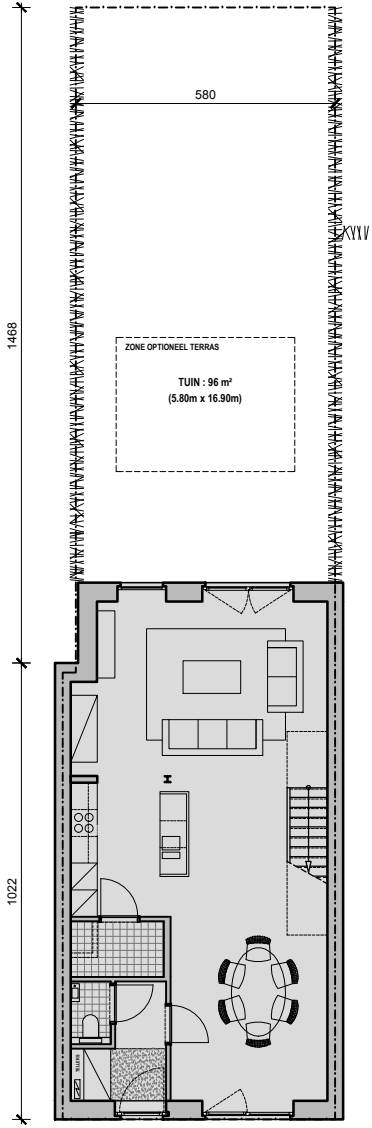 580
1468
ZONE OPTIONEEL TERRAS
TUIN : 96 m²
(5.80m x 16.90m)
1022